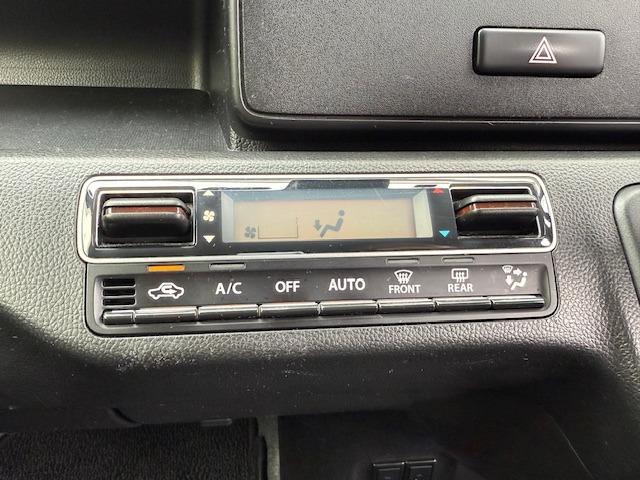 A/C OFF AUTO FRONT REAR